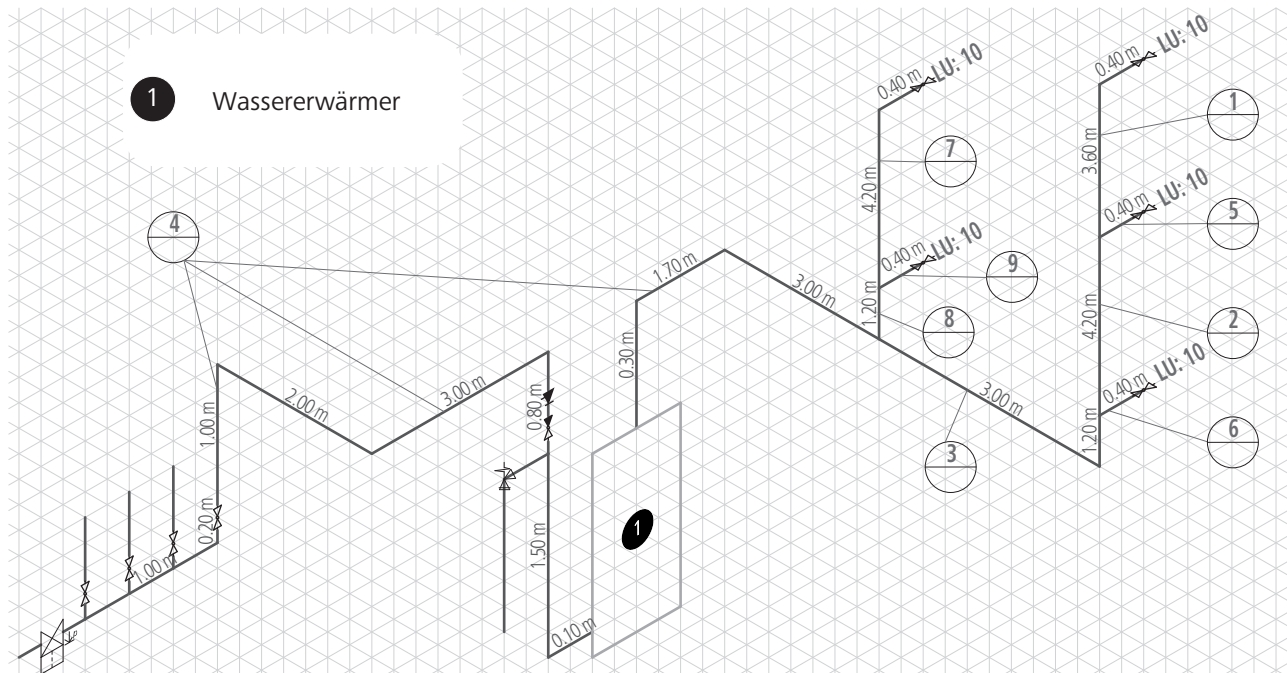 1 Wassererwärmer
0.40 m LU: 10
0.40 m LU: 10
1
7
3.60 m
4.20 m
0.40 m LU: 10
5
4
0.40 m LU: 10
9
1.70 m
3.00 m
1.20 m
8
4.20 m
2
0.30 m
2.00 m
3.00 m
0.80 m
1.00 m
0.40 m LU: 10
3.00 m
1.20 m
6
3
0.20 m
1.00 m
1.50 m
1
0.10 m